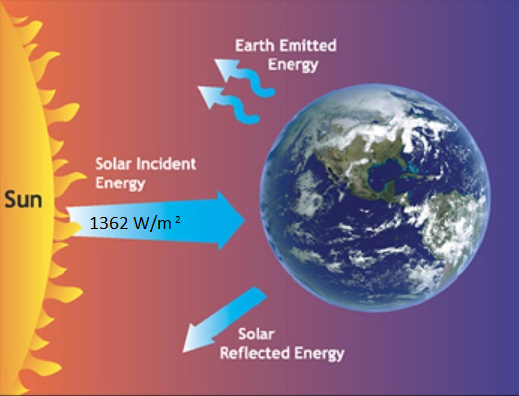 Earth Emitted
Energy
Solar Incident
Energy
Sun
1362 W/m²
Solar
Reflected Energy